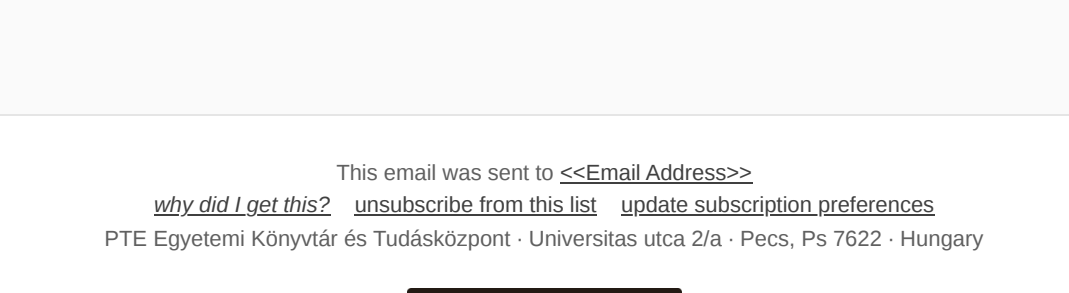 This email was sent to <<Email Address>>
why did I get this? unsubscribe from this list update subscription preferences
PTE Egyetemi Könyvtár és Tudásközpont · Universitas utca 2/a · Pecs, Ps 7622 · Hungary